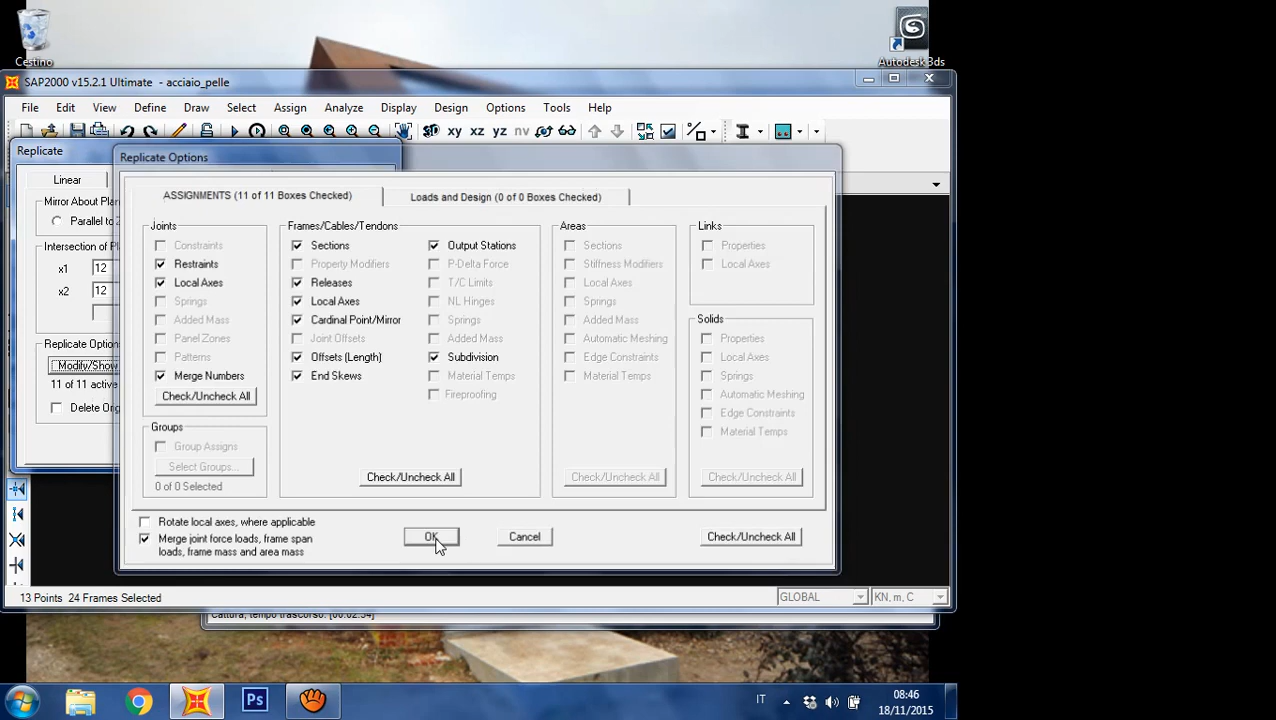 Cestino
Autodesk 3ds
SAP2000 v15.2.1 Ultimate - acciaio_pelle
File Edit View Define Draw Select Assign Analyze Display Design Options Tools Help
3D xy xz yz nv
Replicate
Linear
Mirror About
Parallel to
Intersection of
x1 12
x2 12
Replicate
Modify/Show
11 of 11 active
Delete
Replicate Options
ASSIGNMENTS (11 of 11 Boxes Checked)
Loads and Design (0 of 0 Boxes Checked)
Joints
Constraints
Restraints
Local Axes
Springs
Added Mass
Panel Zones
Patterns
Merge Numbers
Check/Uncheck All
Groups
Group Assigns
Select Groups...
0 of 0 Selected
Frames/Cables/Tendons
Sections
Property Modifiers
Releases
Local Axes
Cardinal Point/Mirror
Joint Offsets
Offsets (Length)
End Skews
Output Stations
P-Delta Force
T/C Limits
NL Hinges
Springs
Added Mass
Subdivision
Material Temps
Fireproofing
Check/Uncheck All
Areas
Sections
Stiffness Modifiers
Local Axes
Springs
Added Mass
Automatic Meshing
Edge Constraints
Material Temps
Check/Uncheck All
Links
Properties
Local Axes
Solids
Properties
Local Axes
Springs
Automatic Meshing
Edge Constraints
Material Temps
Check/Uncheck All
Rotate local axes, where applicable
Merge joint force loads, frame span
loads, frame mass and area mass
OK
Cancel
Check/Uncheck All
13 Points 24 Frames Selected
GLOBAL
KN, m, C
Cattura, tempo trascorso: [00:02:54]
Ps
IT
08:46
18/11/2015